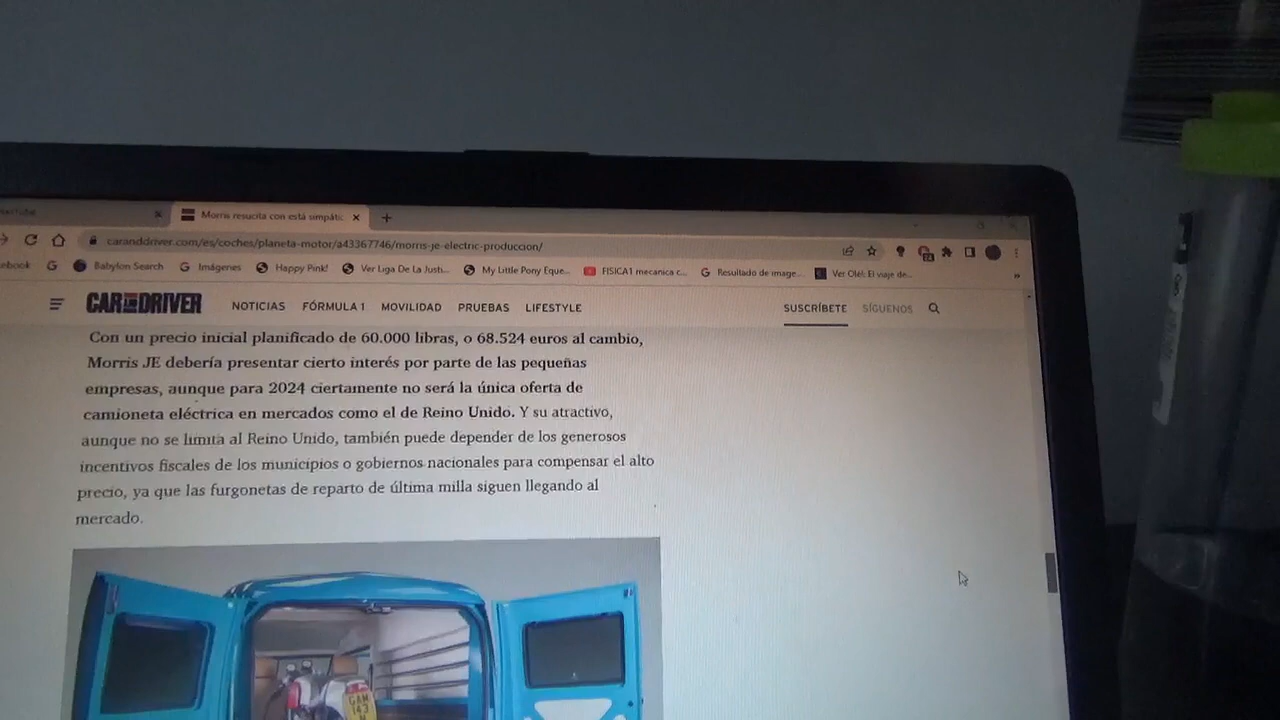 Morris resucita con está simpátic
caranddriver.com/es/coches/planeta-motor/a43367746/morris-je-electric-produccion/
ebook
Babylon Search
Imágenes
Happy Pink!
Ver Liga De La Justi...
My Little Pony Eque...
FISICA1 mecanica c...
Resultado de image...
Ver Olé!: El viaje de...
CAR AND DRIVER
NOTICIAS FÓRMULA 1 MOVILIDAD PRUEBAS LIFESTYLE
SUSCRÍBETE SÍGUENOS
Con un precio inicial planificado de 60.000 libras, o 68.524 euros al cambio,
Morris JE debería presentar cierto interés por parte de las pequeñas
empresas, aunque para 2024 ciertamente no será la única oferta de
camioneta eléctrica en mercados como el de Reino Unido. Y su atractivo,
aunque no se limita al Reino Unido, también puede depender de los generosos
incentivos fiscales de los municipios o gobiernos nacionales para compensar el alto
precio, ya que las furgonetas de reparto de última milla siguen llegando al
mercado.
GAM
143